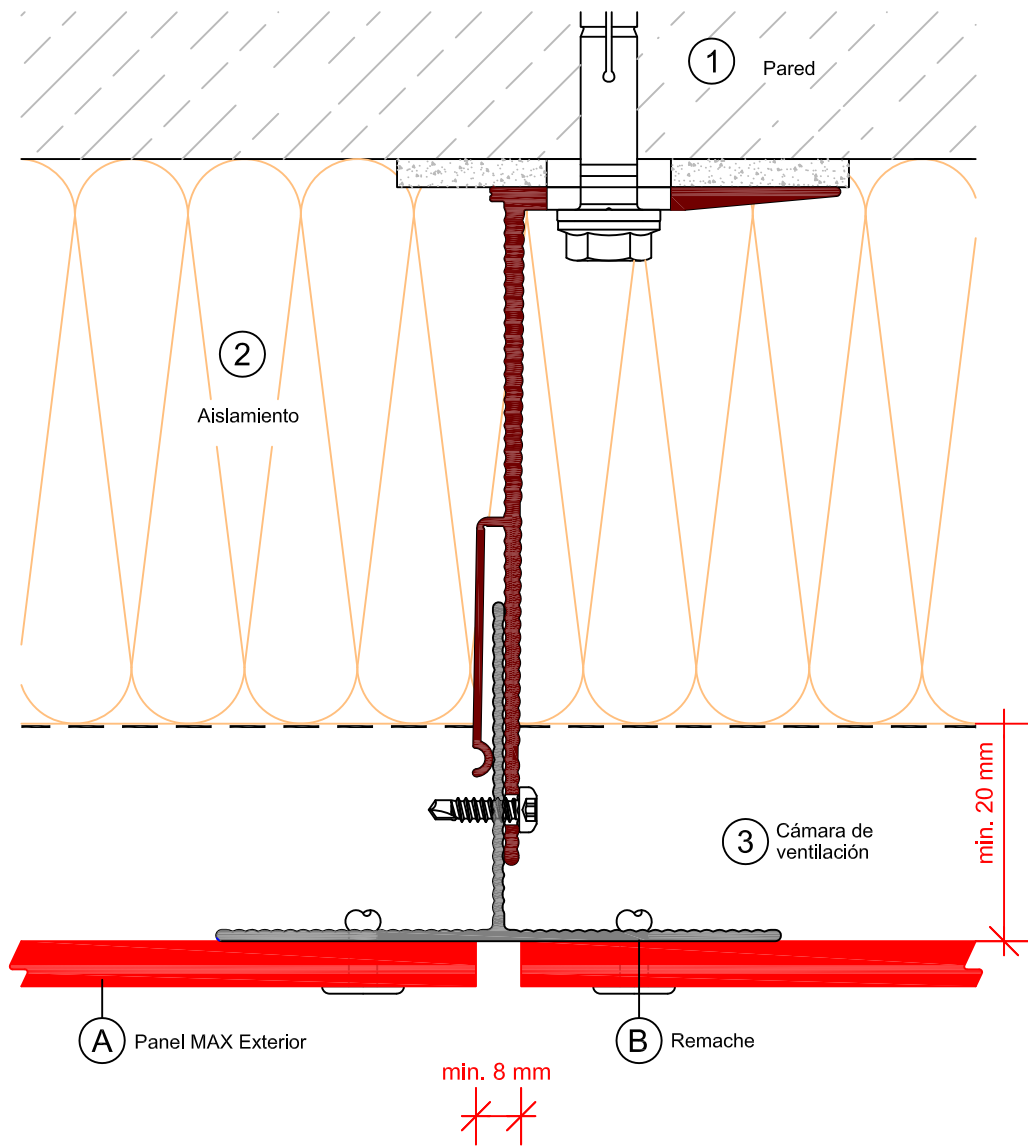 1
Pared
2
Aislamiento
min. 20 mm
3
Cámara de
ventilación
A
Panel MAX Exterior
B
Remache
min. 8 mm